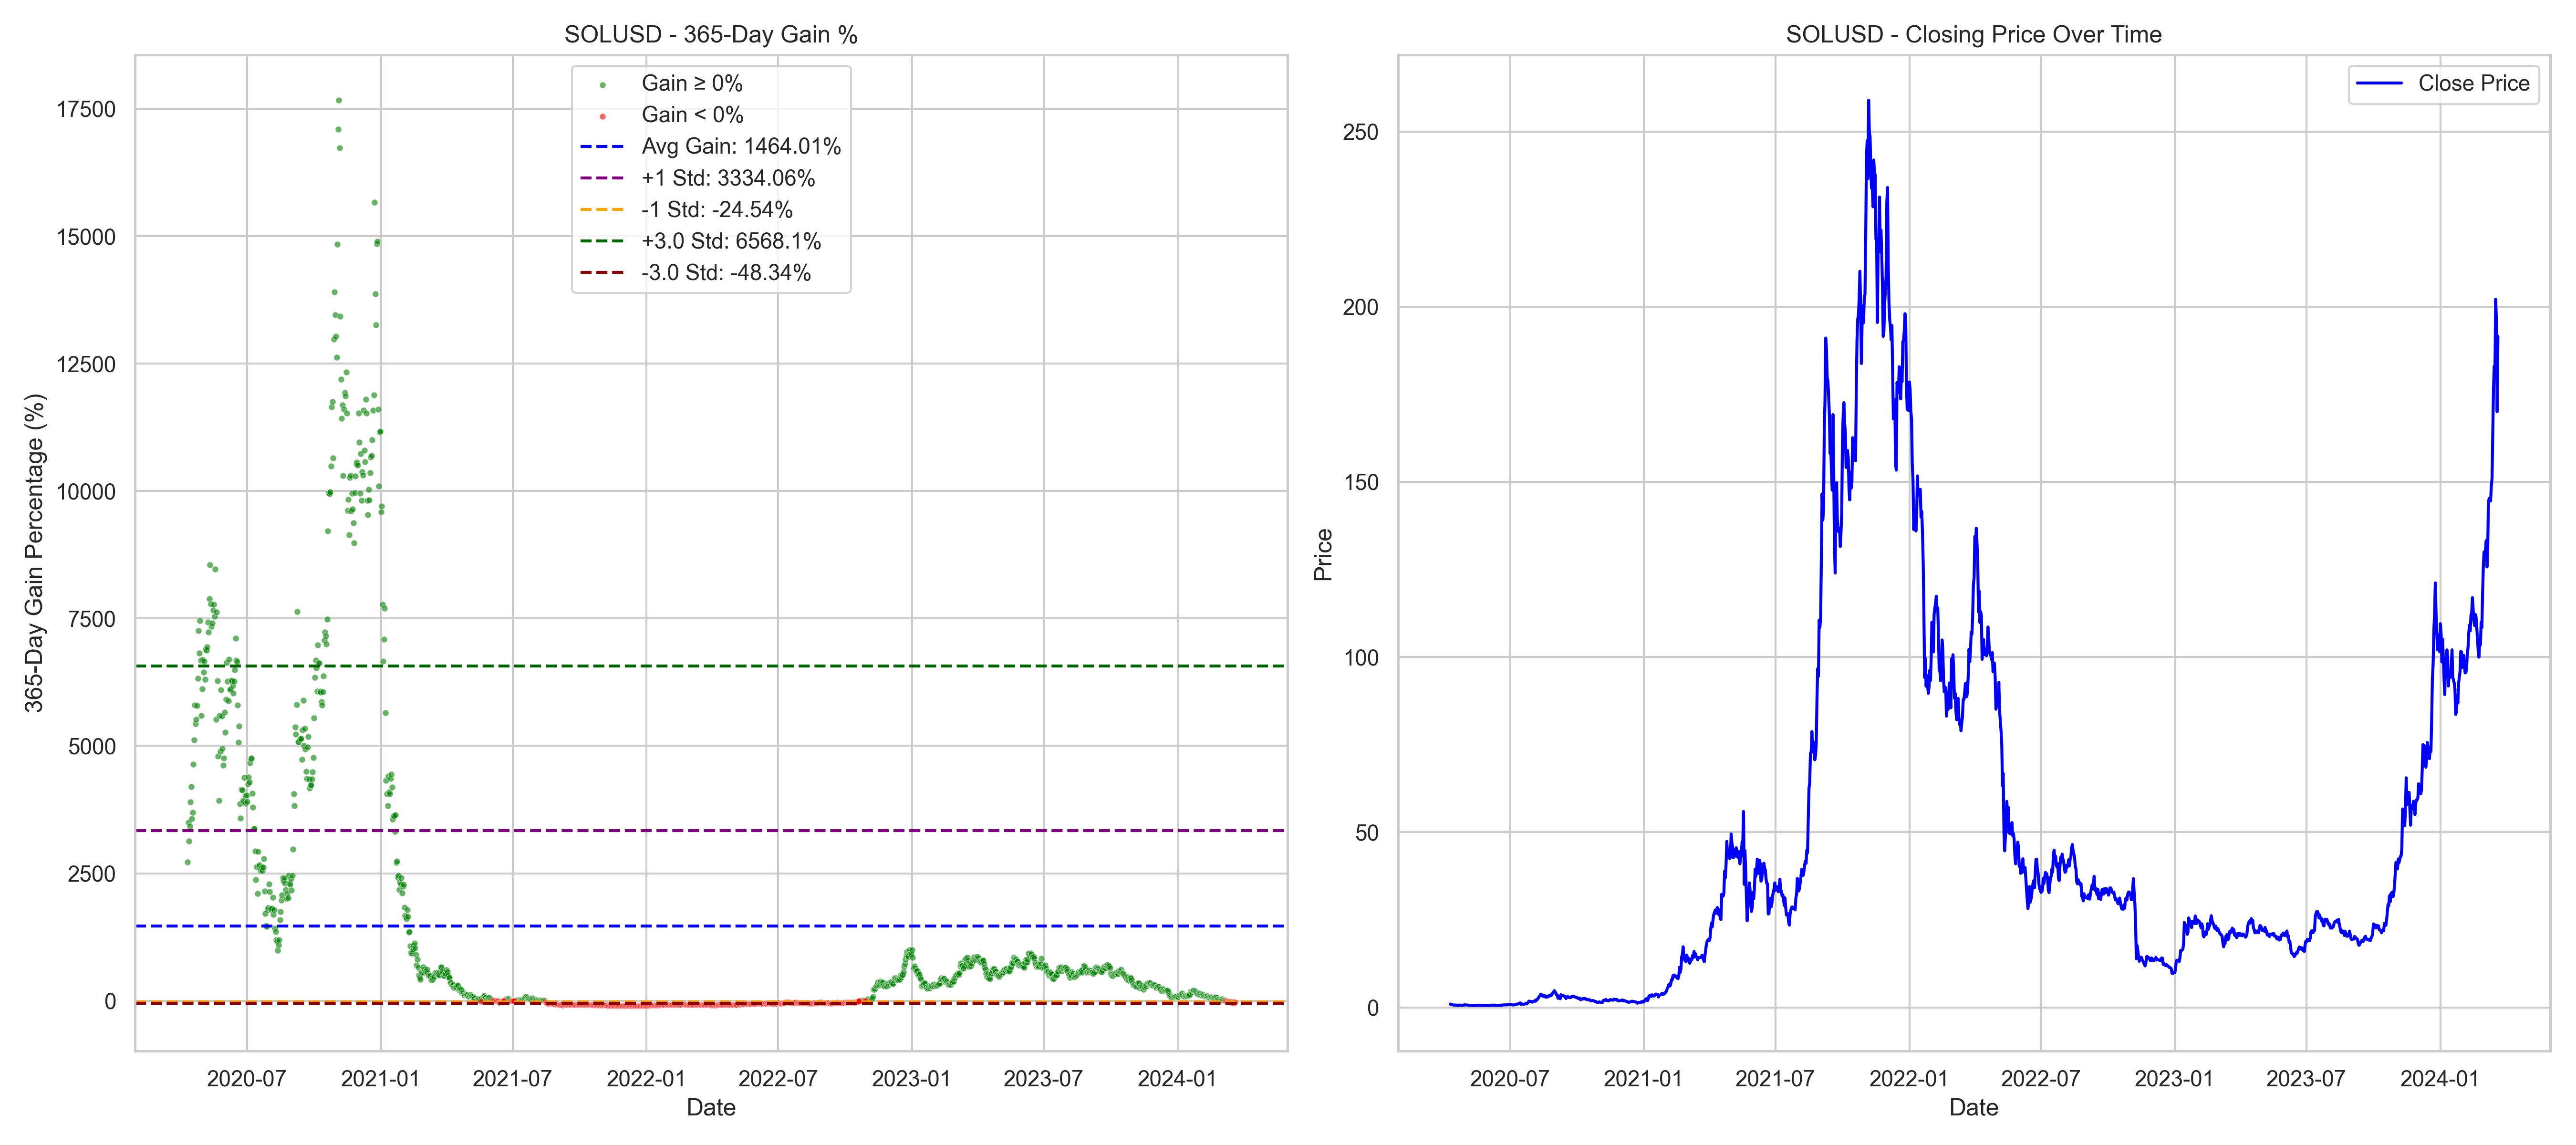 SOLUSD - 365-Day Gain %
Gain ≥ 0%
Gain < 0%
Avg Gain: 1464.01%
+1 Std: 3334.06%
-1 Std: -24.54%
+3.0 Std: 6568.1%
-3.0 Std: -48.34%
365-Day Gain Percentage (%)
17500
15000
12500
10000
7500
5000
2500
0
2020-07 2021-01 2021-07 2022-01 2022-07 2023-01 2023-07 2024-01
Date
SOLUSD - Closing Price Over Time
Close Price
Price
250
200
150
100
50
0
2020-07 2021-01 2021-07 2022-01 2022-07 2023-01 2023-07 2024-01
Date